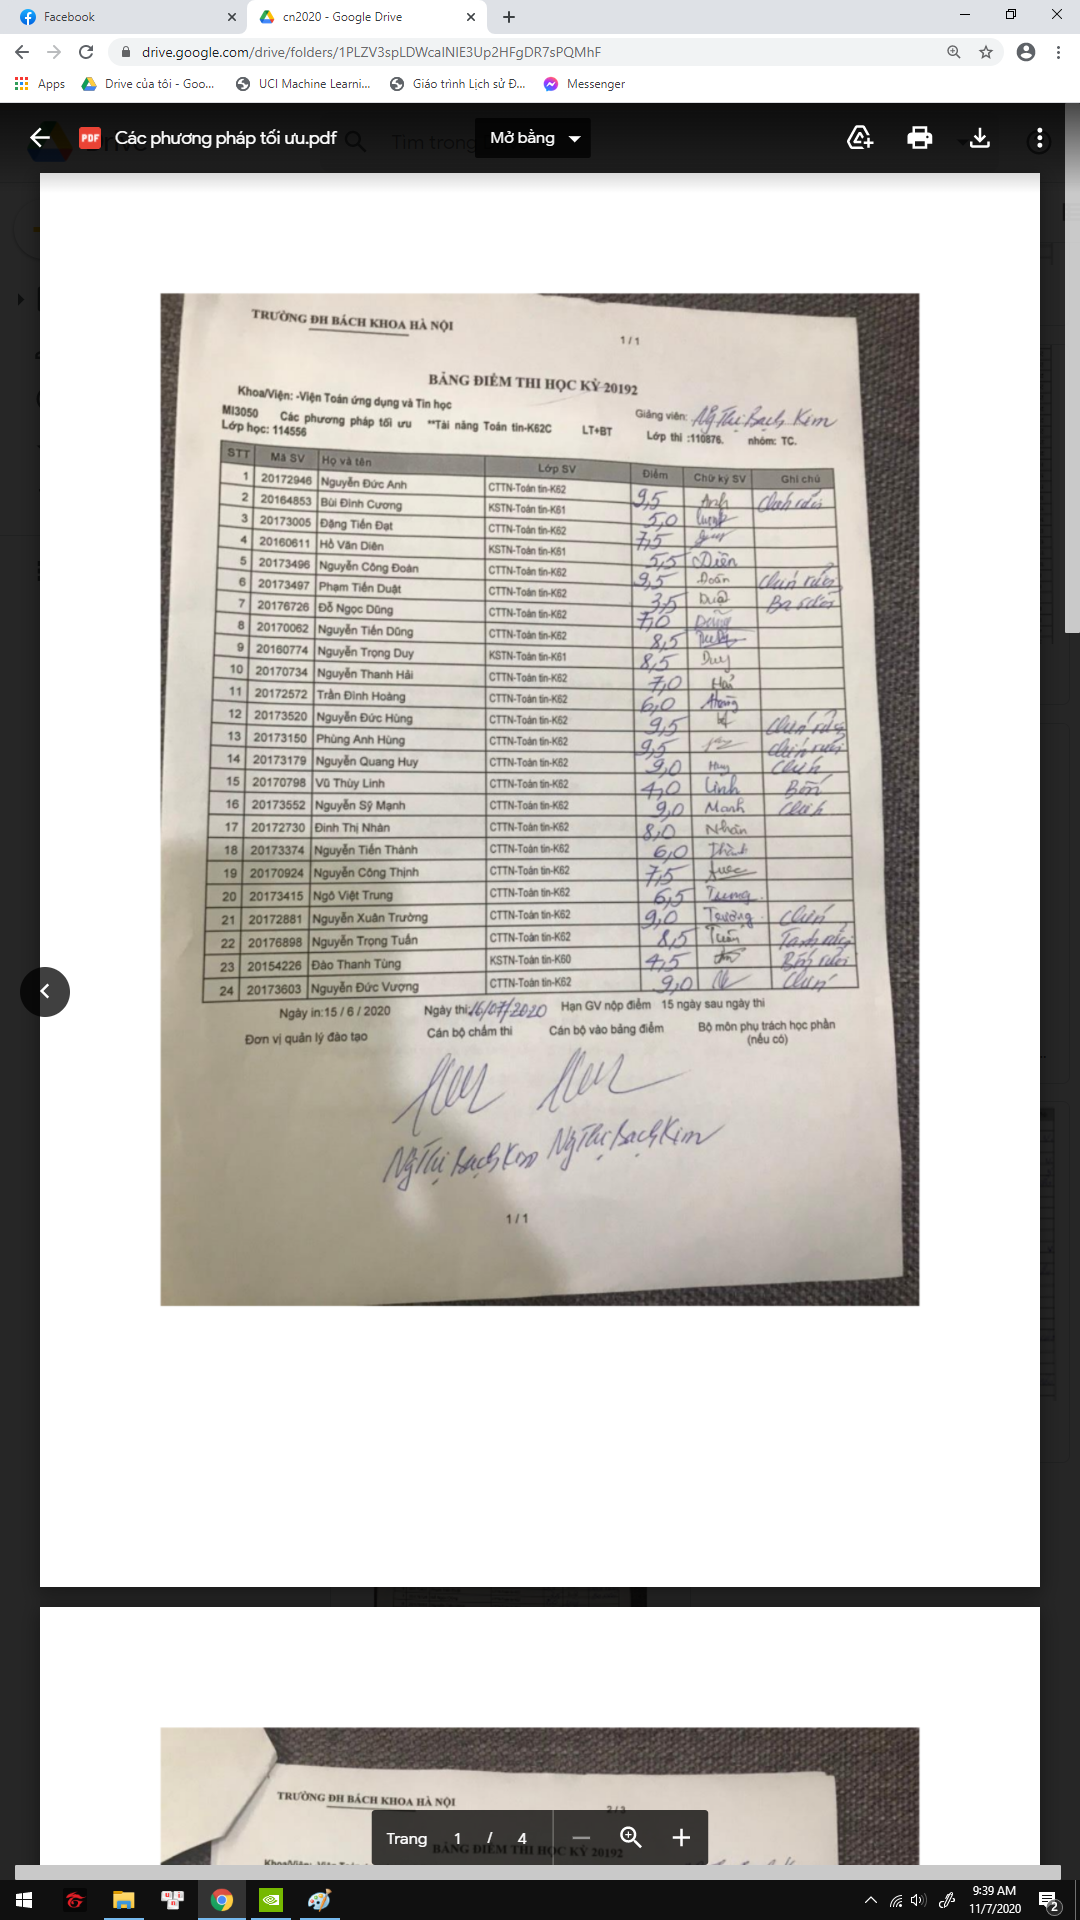 Facebook
cn2020 - Google Drive
drive.google.com/drive/folders/1PLZV3spLDWcaINIE3Up2HFgDR7sPQMhF
Apps Drive của tôi - Goo... UCI Machine Learni... Giáo trình Lịch sử Đ... Messenger
PDF Các phương pháp tối ưu.pdf Tìm trong Mở bằng
TRƯỜNG ĐH BÁCH KHOA HÀ NỘI
1 / 1
BẢNG ĐIỂM THI HỌC KỲ 20192
Khoa/Viện: -Viện Toán ứng dụng và Tin học Giảng viên: Ng Thị Bạch Kim
MI3050 Các phương pháp tối ưu **Tài năng Toán tin-K62C LT+BT Lớp thi :110876. nhóm: TC.
Lớp học: 114556
STT Mã SV Họ và tên Lớp SV Điểm Chữ ký SV Ghi chú
1 20172946 Nguyễn Đức Anh CTTN-Toán tin-K62 9,5 Anh Chín rưỡi
2 20164853 Bùi Đình Cương KSTN-Toán tin-K61 5,0
3 20173005 Đặng Tiến Đạt CTTN-Toán tin-K62 7,5
4 20160611 Hồ Văn Diên KSTN-Toán tin-K61 5,5 Diên
5 20173496 Nguyễn Công Đoàn CTTN-Toán tin-K62 9,5 Đoàn Chín rưỡi
6 20173497 Phạm Tiến Duật CTTN-Toán tin-K62 3,5 Ba rưỡi
7 20176726 Đỗ Ngọc Dũng CTTN-Toán tin-K62 7,0 Dũng
8 20170062 Nguyễn Tiến Dũng CTTN-Toán tin-K62 8,5
9 20160774 Nguyễn Trọng Duy KSTN-Toán tin-K61 8,5 Duy
10 20170734 Nguyễn Thanh Hải CTTN-Toán tin-K62 7,0 Hải
11 20172572 Trần Đình Hoàng CTTN-Toán tin-K62 6,0 Hoàng
12 20173520 Nguyễn Đức Hùng CTTN-Toán tin-K62 9,5 Chín rưỡi
13 20173150 Phùng Anh Hùng CTTN-Toán tin-K62 9,5 Chín rưỡi
14 20173179 Nguyễn Quang Huy CTTN-Toán tin-K62 9,0 Huy Chín
15 20170798 Vũ Thùy Linh CTTN-Toán tin-K62 4,0 Linh Bốn
16 20173552 Nguyễn Sỹ Mạnh CTTN-Toán tin-K62 9,0 Mạnh Chín
17 20172730 Đinh Thị Nhàn CTTN-Toán tin-K62 8,0 Nhàn
18 20173374 Nguyễn Tiến Thành CTTN-Toán tin-K62 6,0
19 20170924 Nguyễn Công Thịnh CTTN-Toán tin-K62 7,5
20 20173415 Ngô Việt Trung CTTN-Toán tin-K62 6,5 Trung
21 20172881 Nguyễn Xuân Trường CTTN-Toán tin-K62 9,0 Trường Chín
22 20176898 Nguyễn Trọng Tuấn CTTN-Toán tin-K62 8,5 Tuấn
23 20154226 Đào Thanh Tùng KSTN-Toán tin-K60 4,5 Bốn rưỡi
24 20173603 Nguyễn Đức Vượng CTTN-Toán tin-K62 9,0 Chín
Ngày in:15 / 6 / 2020 Ngày thi:16/07/2020 Hạn GV nộp điểm 15 ngày sau ngày thi
Đơn vị quản lý đào tạo Cán bộ chấm thi Cán bộ vào bảng điểm Bộ môn phụ trách học phần
(nếu có)
Ng Thị Bạch Kim Ng Thị Bạch Kim
1 / 1
TRƯỜNG ĐH BÁCH KHOA HÀ NỘI
2 / 3
BẢNG ĐIỂM THI HỌC KỲ 20192
Trang 1 / 4
9:39 AM
11/7/2020
2